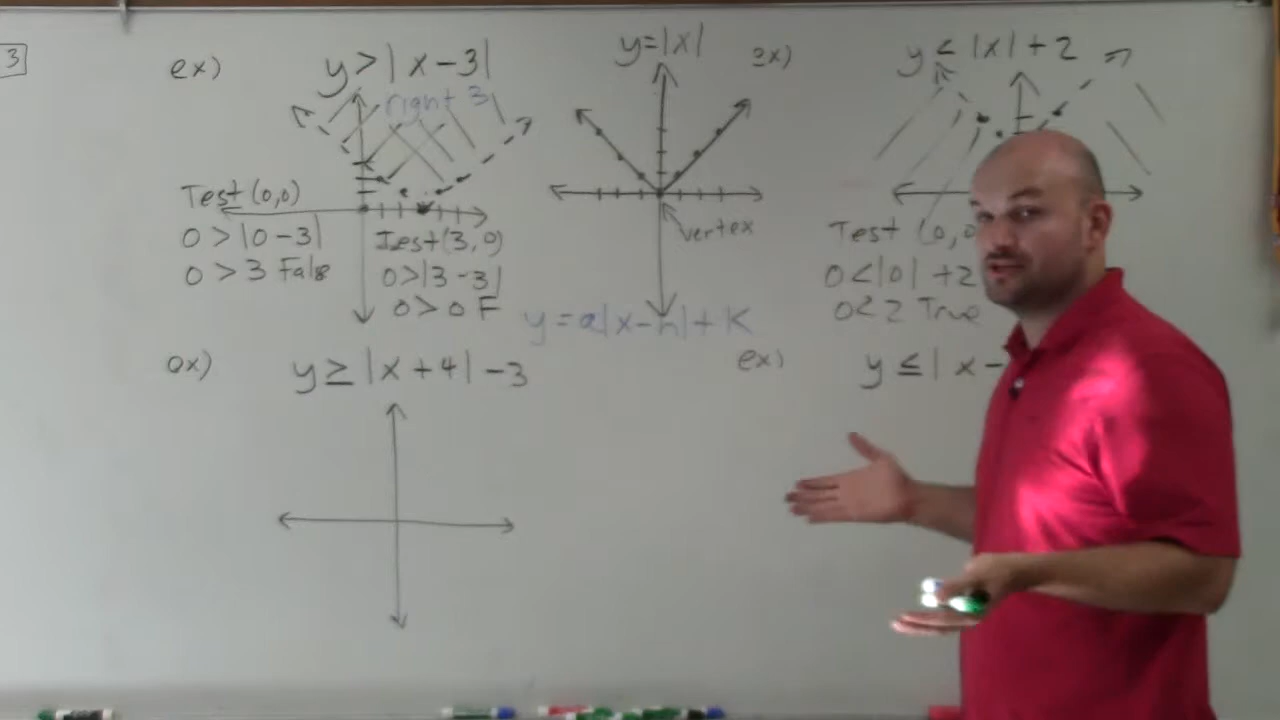 3
ex) y > |x - 3|
right 3
Test (0,0)
0 > |0 - 3|
0 > 3 False
Test (3,0)
0 > |3 - 3|
0 > 0 F
y = |x|
vertex
y = a|x - h| + k
ex) y < |x| + 2
Test (0,0
0 < |0| + 2
0 < 2 True
ex) y ≥ |x + 4| - 3
ex) y ≤ | x -